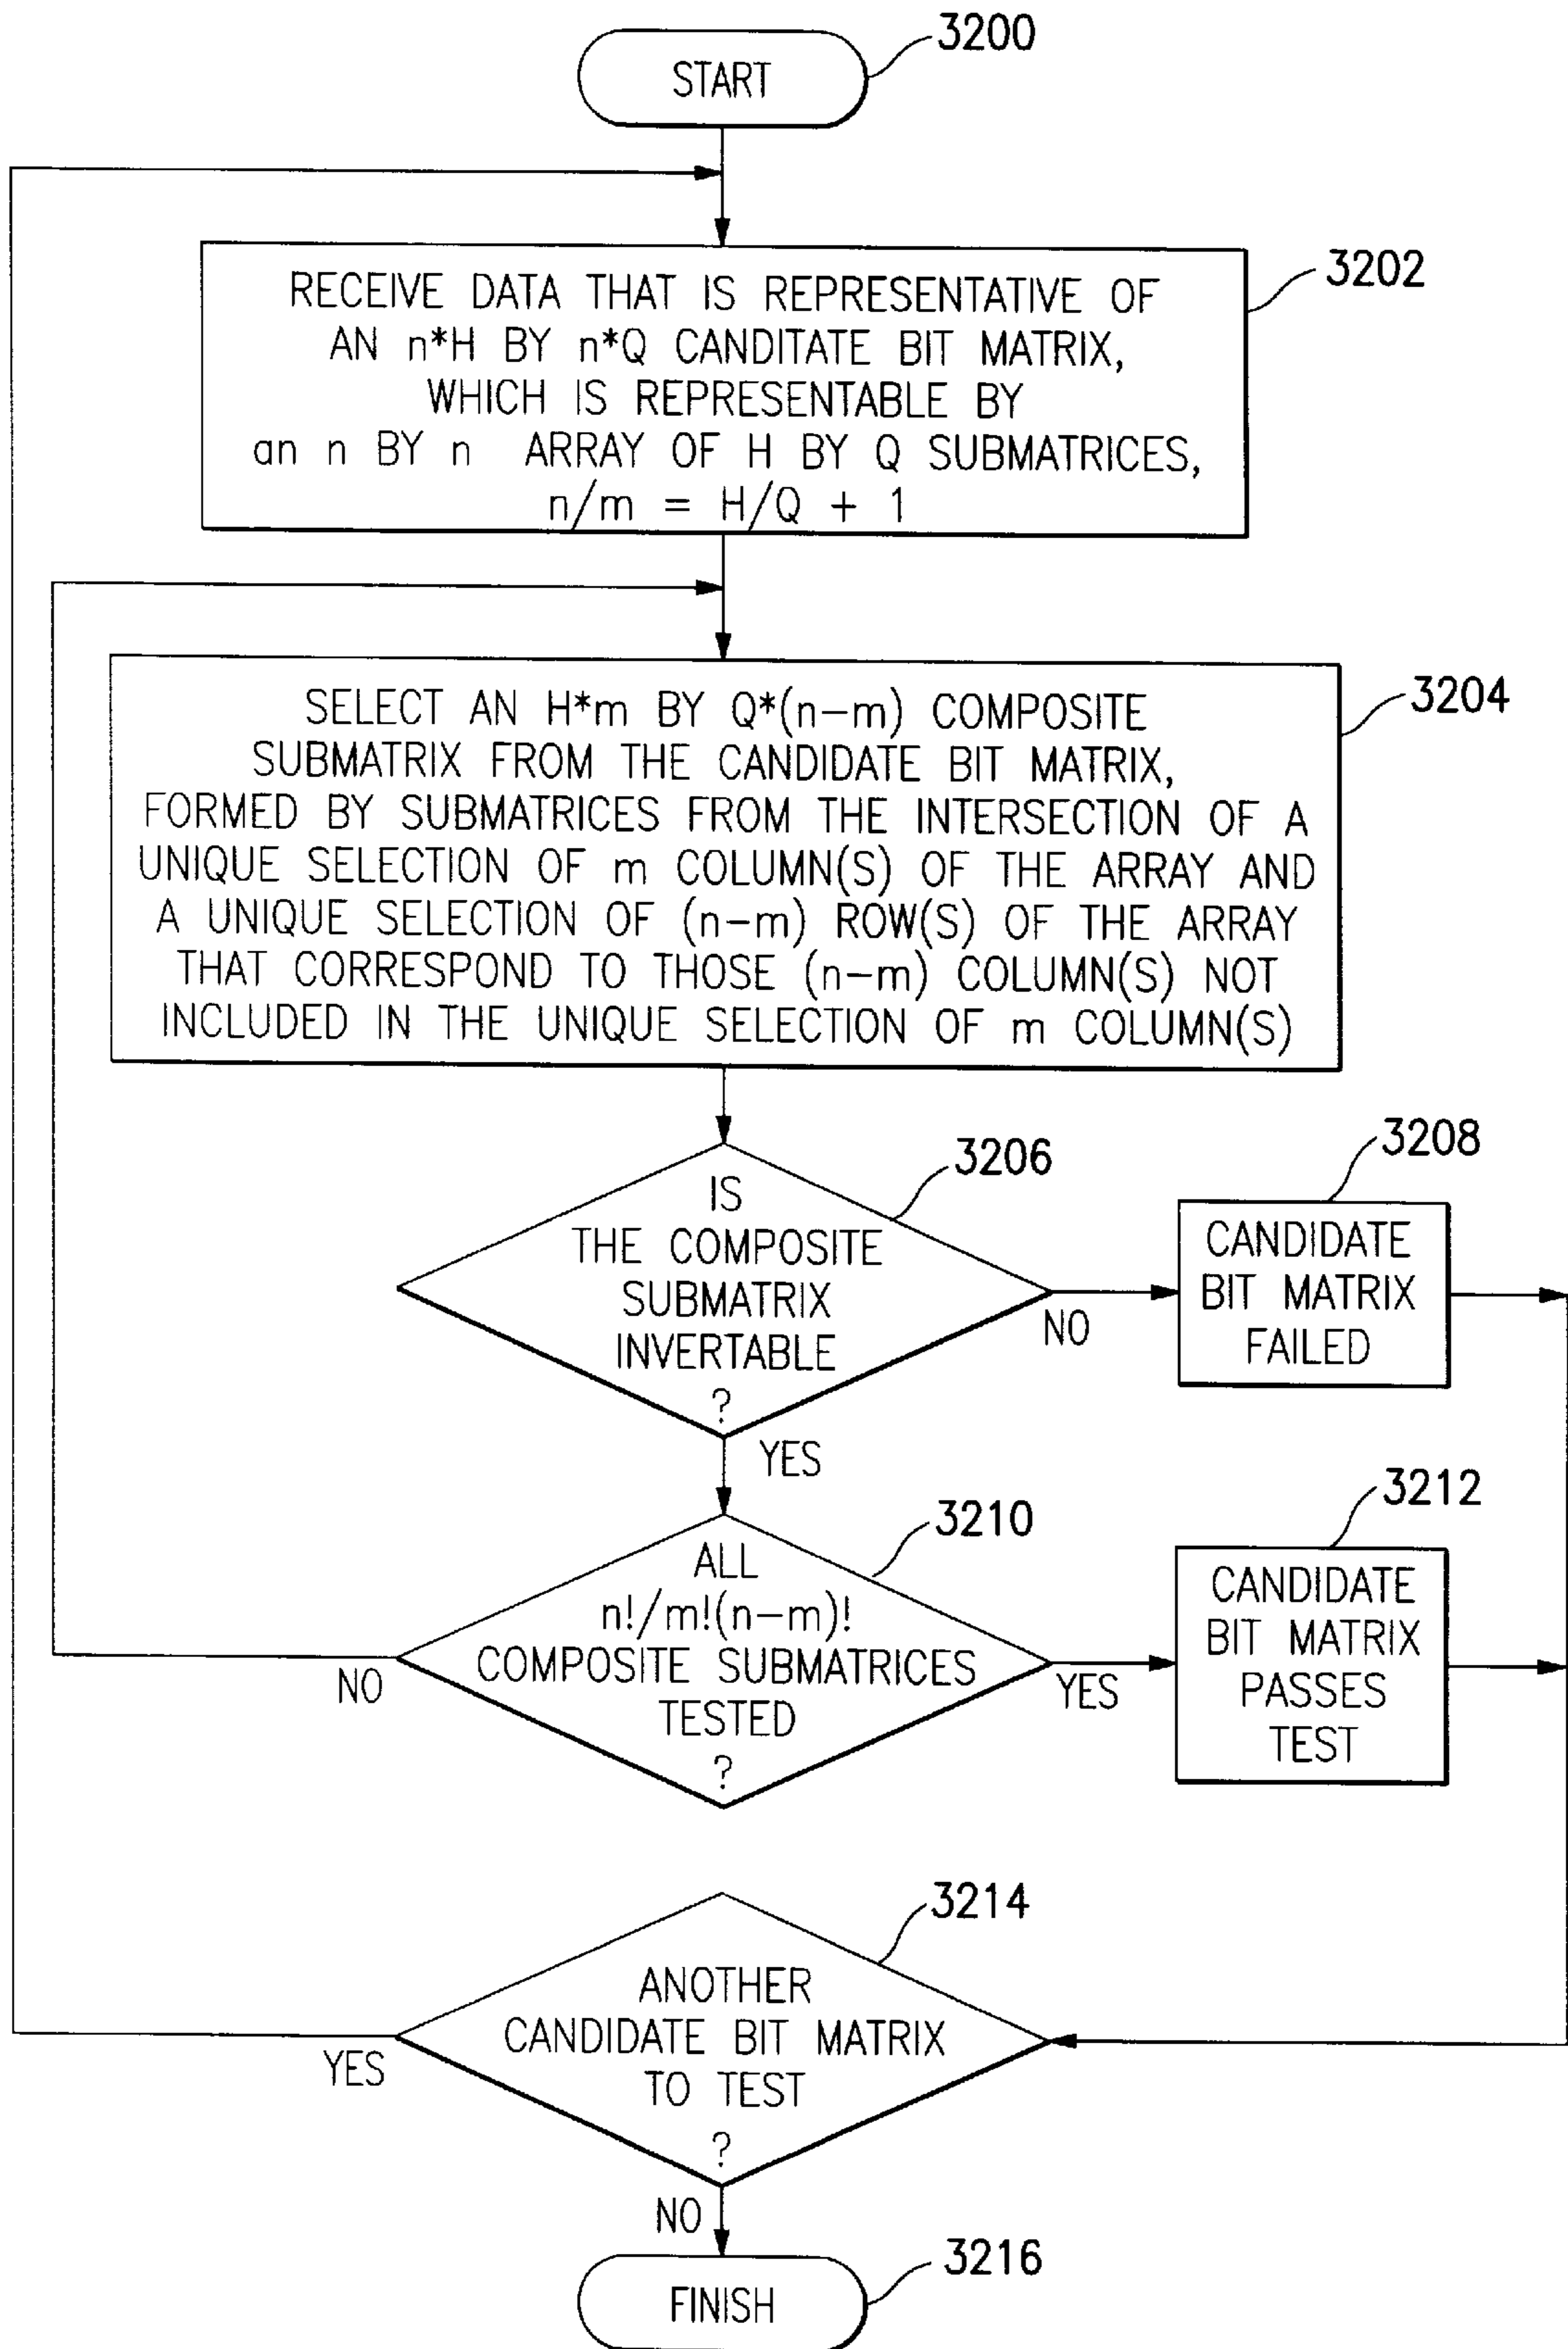 START
3200
RECEIVE DATA THAT IS REPRESENTATIVE OF
AN n*H BY n*Q CANDITATE BIT MATRIX,
WHICH IS REPRESENTABLE BY
an n BY n ARRAY OF H BY Q SUBMATRICES,
n/m = H/Q + 1
3202
SELECT AN H*m BY Q*(n-m) COMPOSITE
SUBMATRIX FROM THE CANDIDATE BIT MATRIX,
FORMED BY SUBMATRICES FROM THE INTERSECTION OF A
UNIQUE SELECTION OF m COLUMN(S) OF THE ARRAY AND
A UNIQUE SELECTION OF (n-m) ROW(S) OF THE ARRAY
THAT CORRESPOND TO THOSE (n-m) COLUMN(S) NOT
INCLUDED IN THE UNIQUE SELECTION OF m COLUMN(S)
3204
IS
THE COMPOSITE
SUBMATRIX
INVERTABLE
?
3206
NO
YES
CANDIDATE
BIT MATRIX
FAILED
3208
ALL
n!/m!(n-m)!
COMPOSITE SUBMATRICES
TESTED
?
3210
NO
YES
CANDIDATE
BIT MATRIX
PASSES
TEST
3212
ANOTHER
CANDIDATE BIT MATRIX
TO TEST
?
3214
YES
NO
FINISH
3216